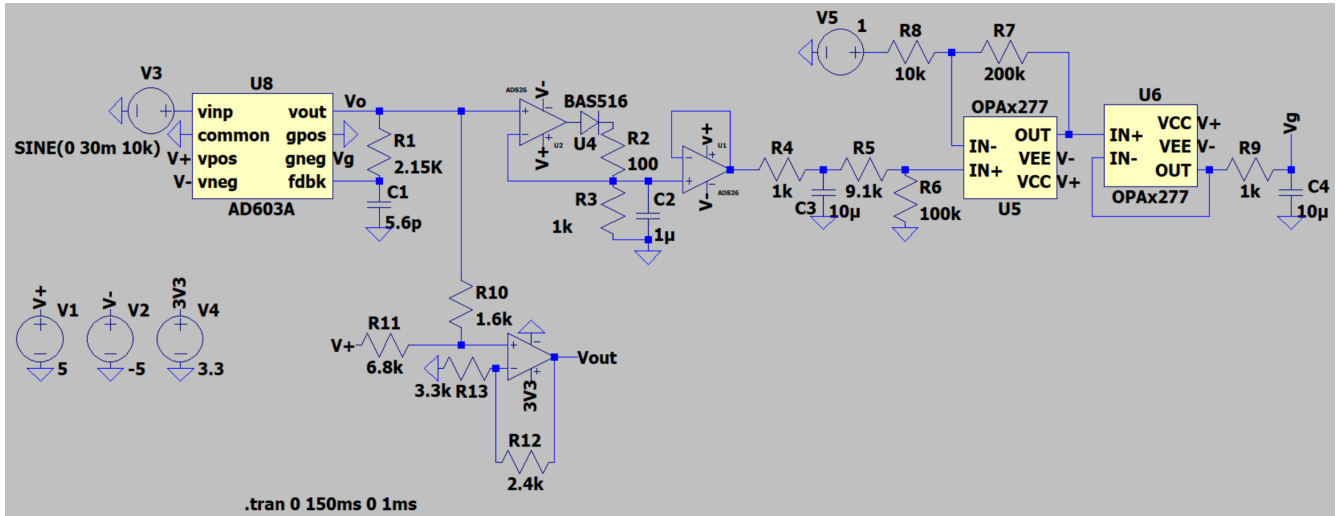 V3
SINE(0 30m 10k)
U8
vinp
vout
common
gpos
vpos
gneg
vneg
fdbk
V+
V-
AD603A
Vo
Vg
R1
2.15K
C1
5.6p
AD826
V-
V+
U2
BAS516
U4
R2
100
R3
1k
C2
1µ
V+
V-
U1
AD826
R4
1k
C3
10µ
R5
9.1k
R6
100k
V5
1
R8
10k
R7
200k
OPAx277
OUT
IN-
VEE
V-
IN+
VCC
V+
U5
U6
IN+
VCC
V+
IN-
VEE
V-
OUT
OPAx277
R9
1k
Vg
C4
10µ
V+
V1
5
V-
V2
-5
3V3
V4
3.3
R10
1.6k
R11
V+
6.8k
3.3k
R13
3V3
Vout
R12
2.4k
.tran 0 150ms 0 1ms